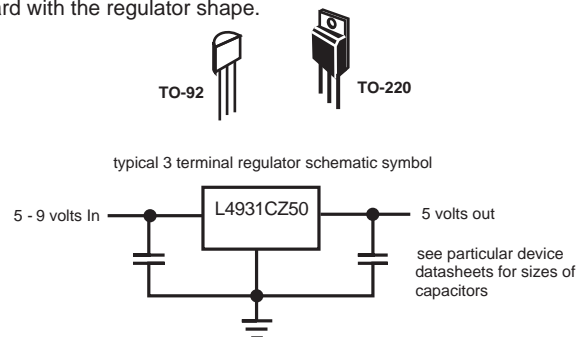 ard with the regulator shape.
TO-92
TO-220
typical 3 terminal regulator schematic symbol
5 - 9 volts In
L4931CZ50
5 volts out
see particular device
datasheets for sizes of
capacitors